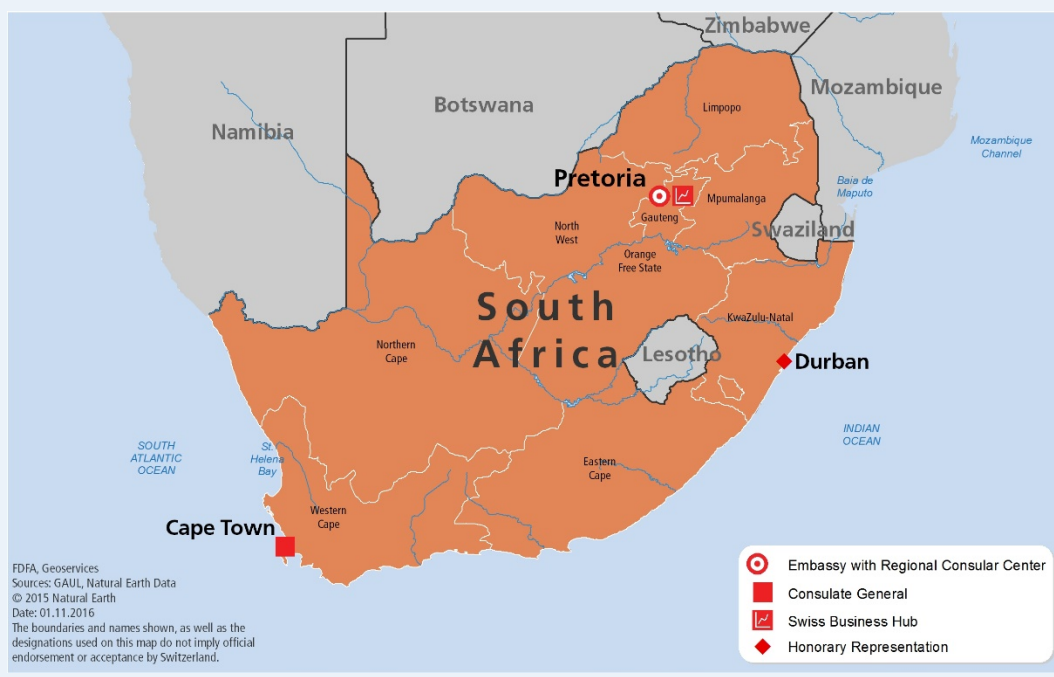 Zimbabwe
Botswana
Mozambique
Namibia
Limpopo
Mozambique
Channel
Pretoria
Baia de
Maputo
Mpumalanga
Gauteng
North
West
Swaziland
Orange
Free State
South
Africa
KwaZulu-Natal
Northern
Cape
Lesotho
Durban
SOUTH
ATLANTIC
OCEAN
St.
Helena
Bay
INDIAN
OCEAN
Eastern
Cape
Western
Cape
Cape Town
FDFA, Geoservices
Sources: GAUL, Natural Earth Data
© 2015 Natural Earth
Date: 01.11.2016
The boundaries and names shown, as well as the
designations used on this map do not imply official
endorsement or acceptance by Switzerland.
Embassy with Regional Consular Center
Consulate General
Swiss Business Hub
Honorary Representation